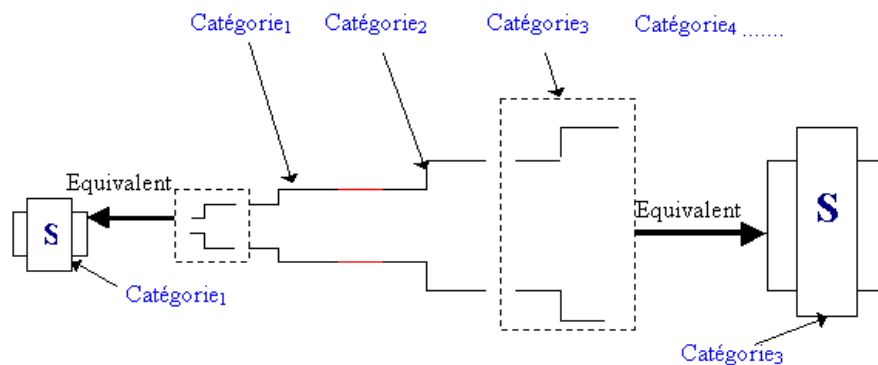 Catégorie₁ Catégorie₂ Catégorie₃ Catégorie₄ .......
Equivalent
S
Catégorie₁
Equivalent
S
Catégorie₃